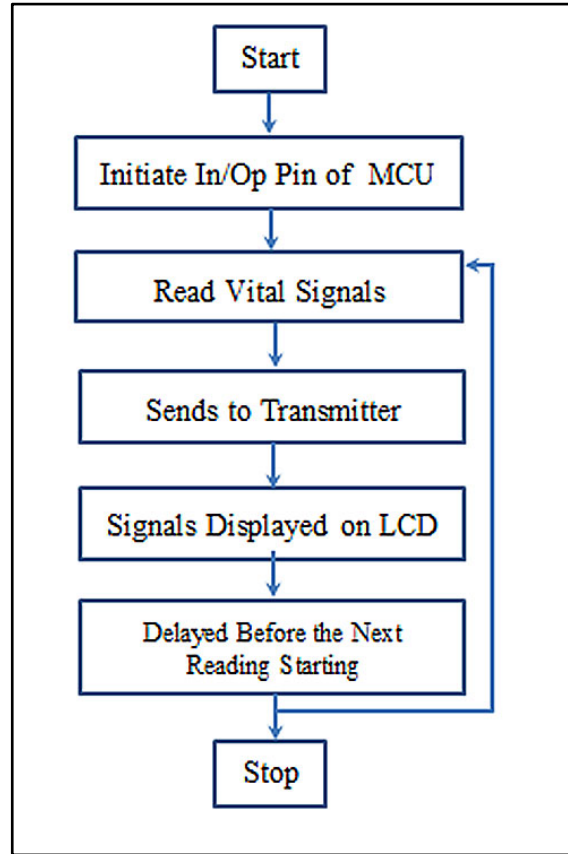 Start
Initiate In/Op Pin of MCU
Read Vital Signals
Sends to Transmitter
Signals Displayed on LCD
Delayed Before the Next
Reading Starting
Stop